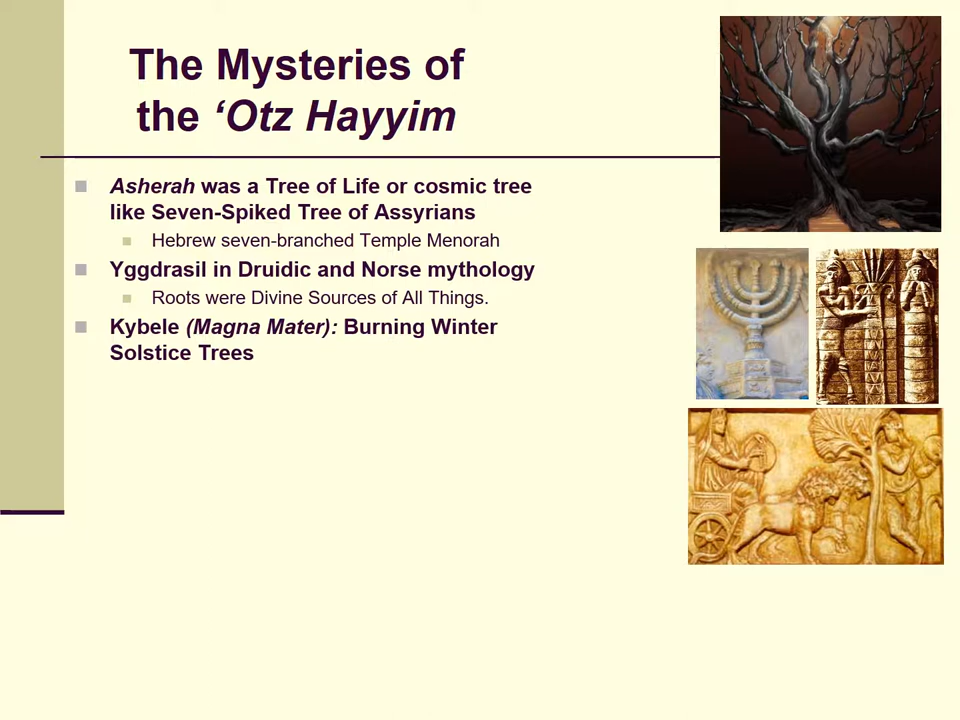 The Mysteries of
the ‘Otz Hayyim
Asherah was a Tree of Life or cosmic tree
like Seven-Spiked Tree of Assyrians
Hebrew seven-branched Temple Menorah
Yggdrasil in Druidic and Norse mythology
Roots were Divine Sources of All Things.
Kybele (Magna Mater): Burning Winter
Solstice Trees